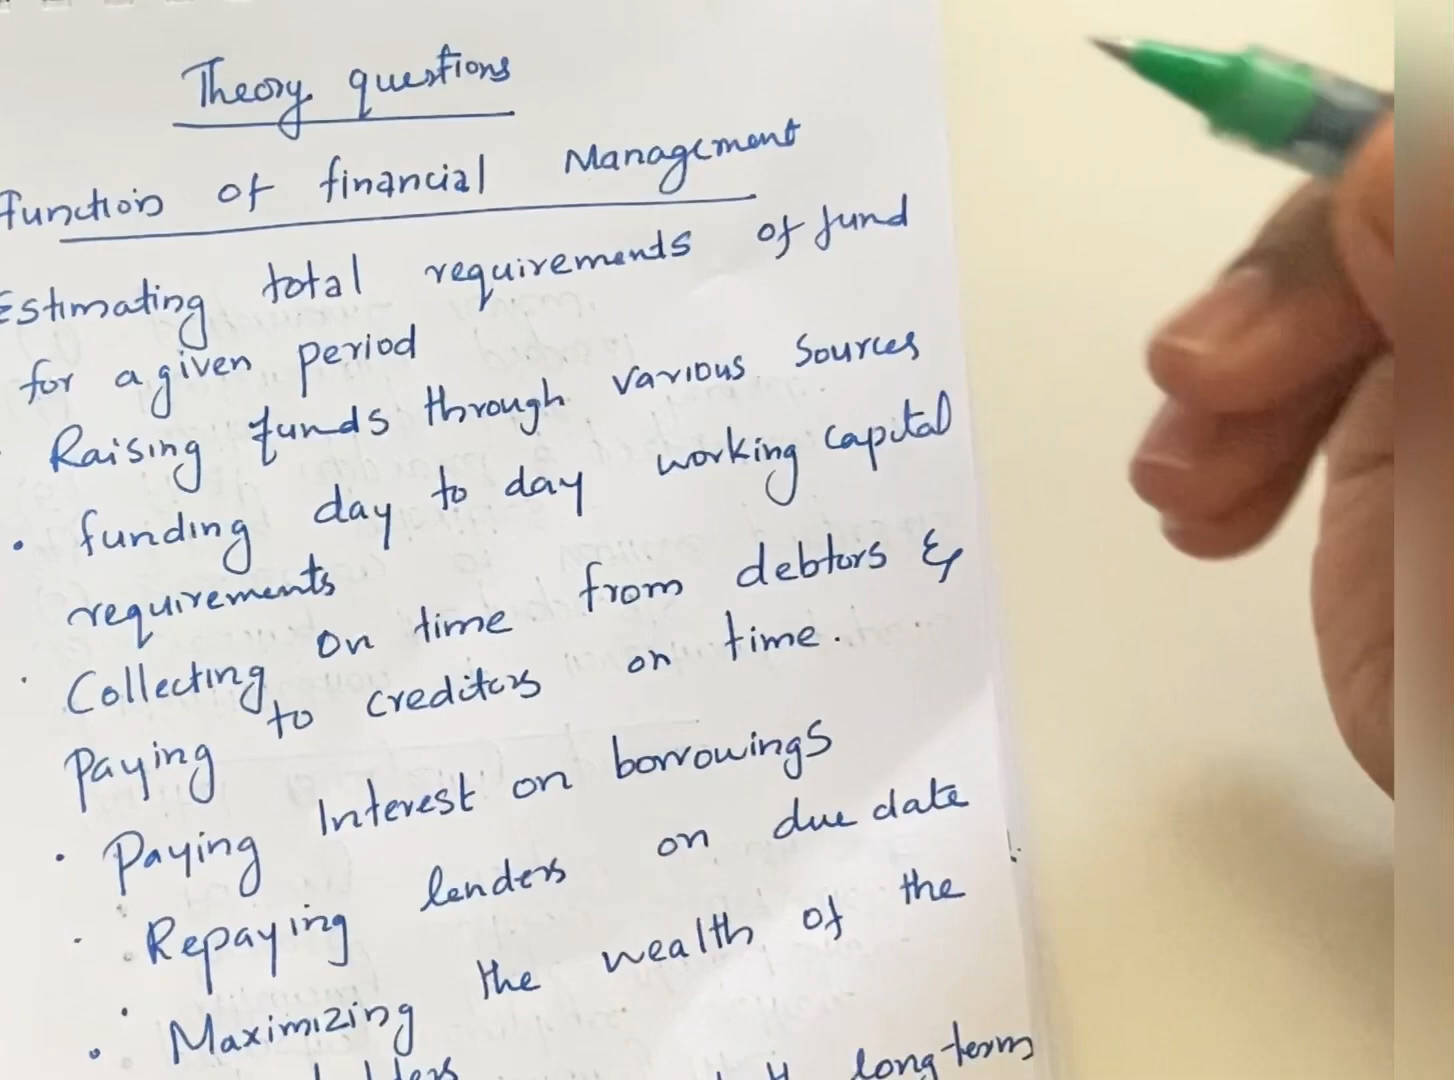 Theory questions
Function of financial Management
Estimating total requirements of fund
for a given period
Raising funds through various Sources
• funding day to day working capital
requirements
• Collecting on time from debtors &
Paying to creditors on time.
• Paying Interest on borrowings
• Repaying lenders on due date
• Maximizing the wealth of the
long term